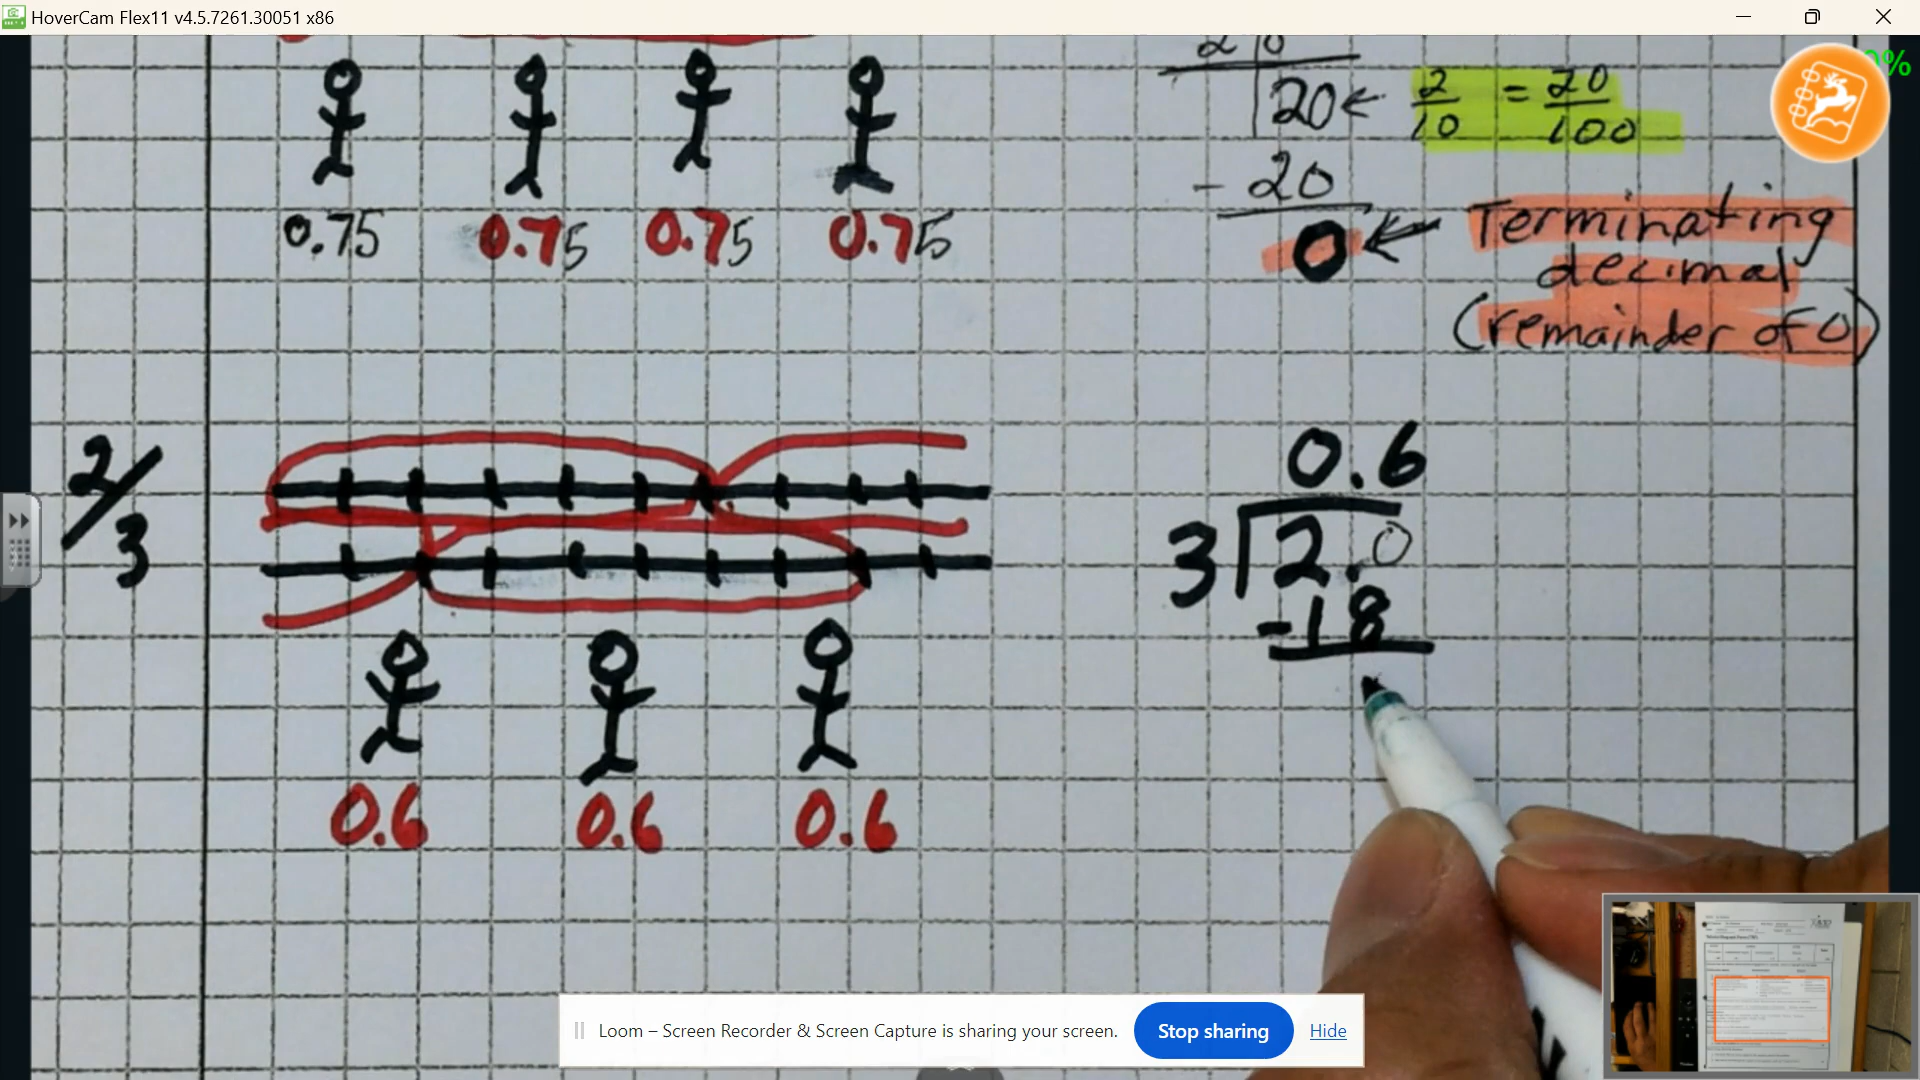 HoverCam Flex11 v4.5.7261.30051 x86
20
20 ← 2/10 = 20/100
- 20
0 ← Terminating
decimal
(remainder of 0)
0.75 0.75 0.75 0.75
2/3
0.6
3 2.0
-18
0.6 0.6 0.6
Loom – Screen Recorder & Screen Capture is sharing your screen. Stop sharing Hide